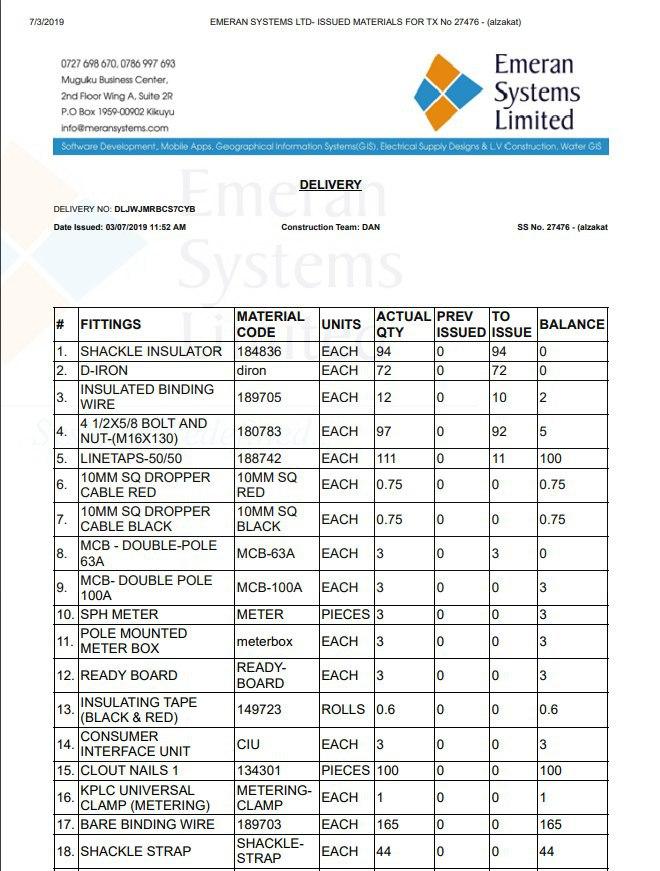 7/3/2019 EMERAN SYSTEMS LTD- ISSUED MATERIALS FOR TX No 27476 - (alzakat)
0727 698 670, 0786 997 693
Muguku Business Center,
2nd Floor Wing A, Suite 2R
P.O Box 1959-00902 Kikuyu
info@meransystems.com
Emeran
Systems
Limited
Software Development, Mobile Apps, Geographical Information Systems(GIS), Electrical Supply Designs & L.V Construction, Water GIS
DELIVERY
DELIVERY NO: DLJWJMRBCS7CYB
Date Issued: 03/07/2019 11:52 AM Construction Team: DAN SS No. 27476 - (alzakat
Emeran
Systems
Limited
# FITTINGS MATERIAL CODE UNITS ACTUAL QTY PREV ISSUED TO ISSUE BALANCE
1. SHACKLE INSULATOR 184836 EACH 94 0 94 0
2. D-IRON diron EACH 72 0 72 0
3. INSULATED BINDING WIRE 189705 EACH 12 0 10 2
4. 4 1/2X5/8 BOLT AND NUT-(M16X130) 180783 EACH 97 0 92 5
5. LINETAPS-50/50 188742 EACH 111 0 11 100
6. 10MM SQ DROPPER CABLE RED 10MM SQ RED EACH 0.75 0 0 0.75
7. 10MM SQ DROPPER CABLE BLACK 10MM SQ BLACK EACH 0.75 0 0 0.75
8. MCB - DOUBLE-POLE 63A MCB-63A EACH 3 0 3 0
9. MCB- DOUBLE POLE 100A MCB-100A EACH 3 0 0 3
10. SPH METER METER PIECES 3 0 0 3
11. POLE MOUNTED METER BOX meterbox EACH 3 0 0 3
12. READY BOARD READY-BOARD EACH 3 0 0 3
13. INSULATING TAPE (BLACK & RED) 149723 ROLLS 0.6 0 0 0.6
14. CONSUMER INTERFACE UNIT CIU EACH 3 0 0 3
15. CLOUT NAILS 1 134301 PIECES 100 0 0 100
16. KPLC UNIVERSAL CLAMP (METERING) METERING-CLAMP EACH 1 0 0 1
17. BARE BINDING WIRE 189703 EACH 165 0 0 165
18. SHACKLE STRAP SHACKLE-STRAP EACH 44 0 0 44